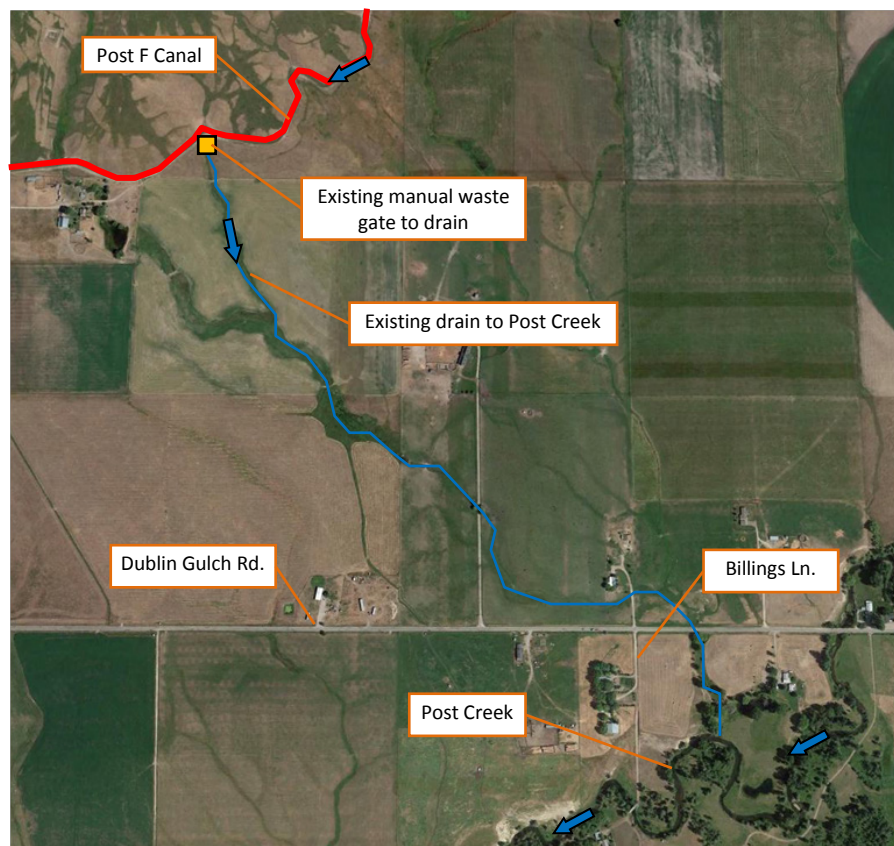 Post F Canal
Existing manual waste
gate to drain
Existing drain to Post Creek
Dublin Gulch Rd.
Billings Ln.
Post Creek